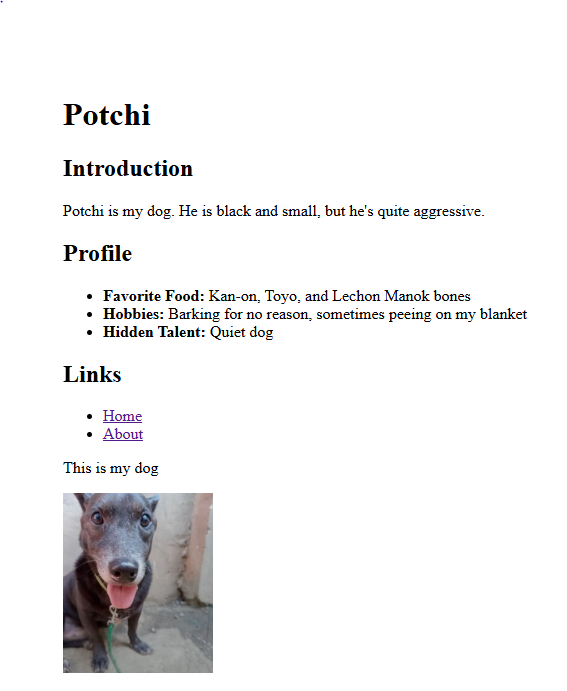 Potchi
Introduction
Potchi is my dog. He is black and small, but he's quite aggressive.
Profile
• Favorite Food: Kan-on, Toyo, and Lechon Manok bones
• Hobbies: Barking for no reason, sometimes peeing on my blanket
• Hidden Talent: Quiet dog
Links
• Home
• About
This is my dog